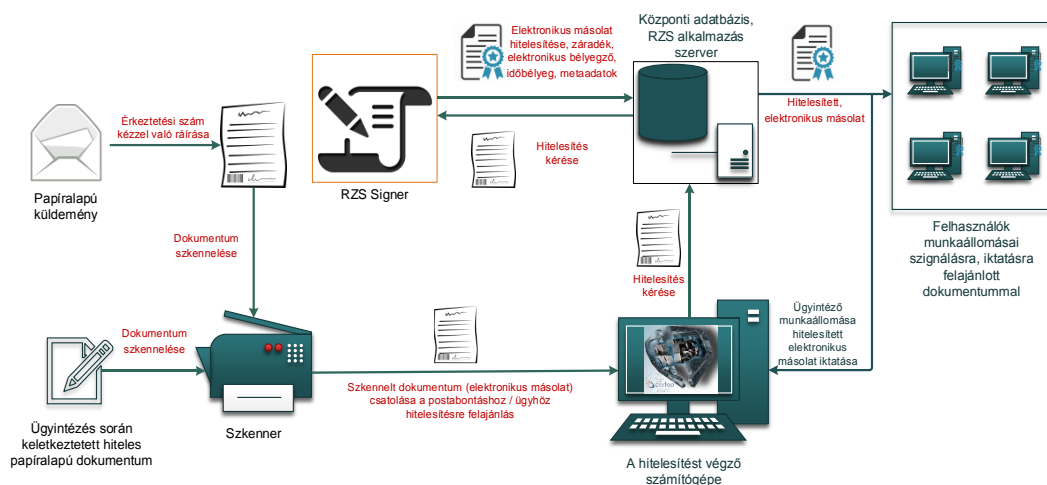 Elektronikus másolat
hitelesítése, záradék,
elektronikus bélyegző,
időbélyeg, metaadatok
Központi adatbázis,
RZS alkalmazás
szerver
Érkeztetési szám
kézzel való ráírása
Hitelesítés
kérése
Hitelesített,
elektronikus másolat
Papíralapú
küldemény
RZS Signer
Dokumentum
szkennelése
Hitelesítés
kérése
Felhasználók
munkaállomásai
szignálásra, iktatásra
felajánlott
dokumentummal
Dokumentum
szkennelése
Ügyintéző
munkaállomása
hitelesített
elektronikus
másolat iktatása
Szkennelt dokumentum (elektronikus másolat)
csatolása a postabontáshoz / ügyhöz
hitelesítésre felajánlás
Ügyintézés során
keletkeztetett hiteles
papíralapú dokumentum
Szkenner
A hitelesítést végző
számítógépe